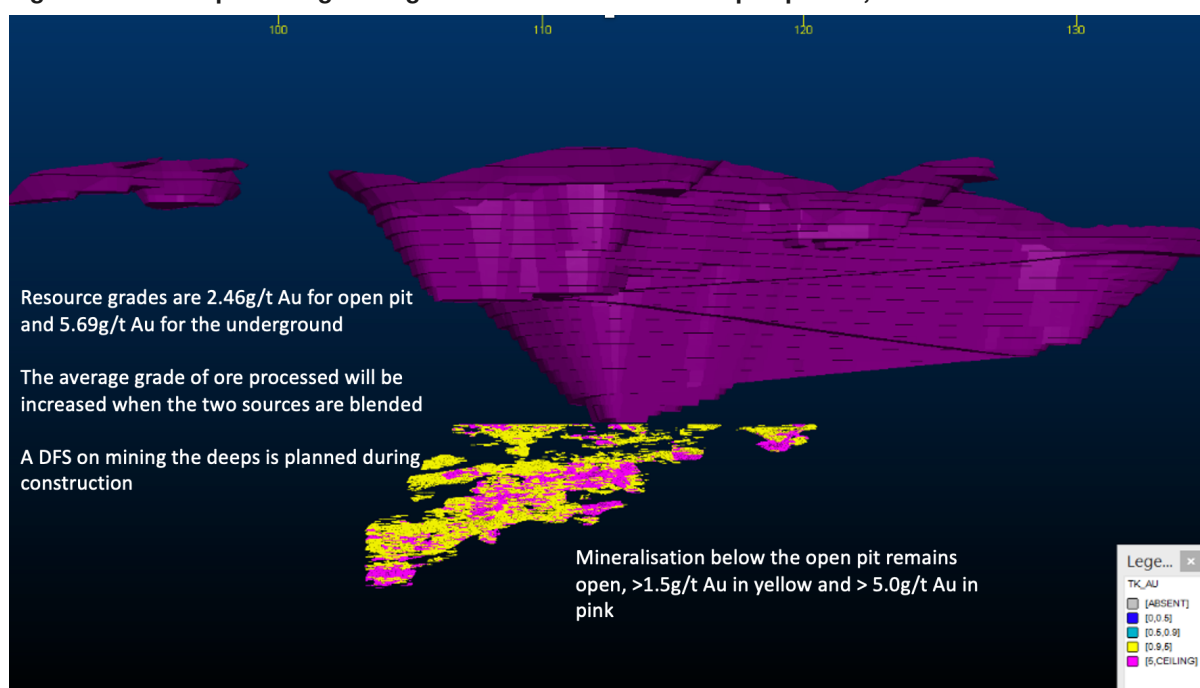 100 110 120 130
Resource grades are 2.46g/t Au for open pit
and 5.69g/t Au for the underground
The average grade of ore processed will be
increased when the two sources are blended
A DFS on mining the deeps is planned during
construction
Mineralisation below the open pit remains
open, >1.5g/t Au in yellow and > 5.0g/t Au in
pink
Lege... ×
TK_AU
[ABSENT]
[0,0.5]
[0.5,0.9]
[0.9,5]
[5,CEILING]